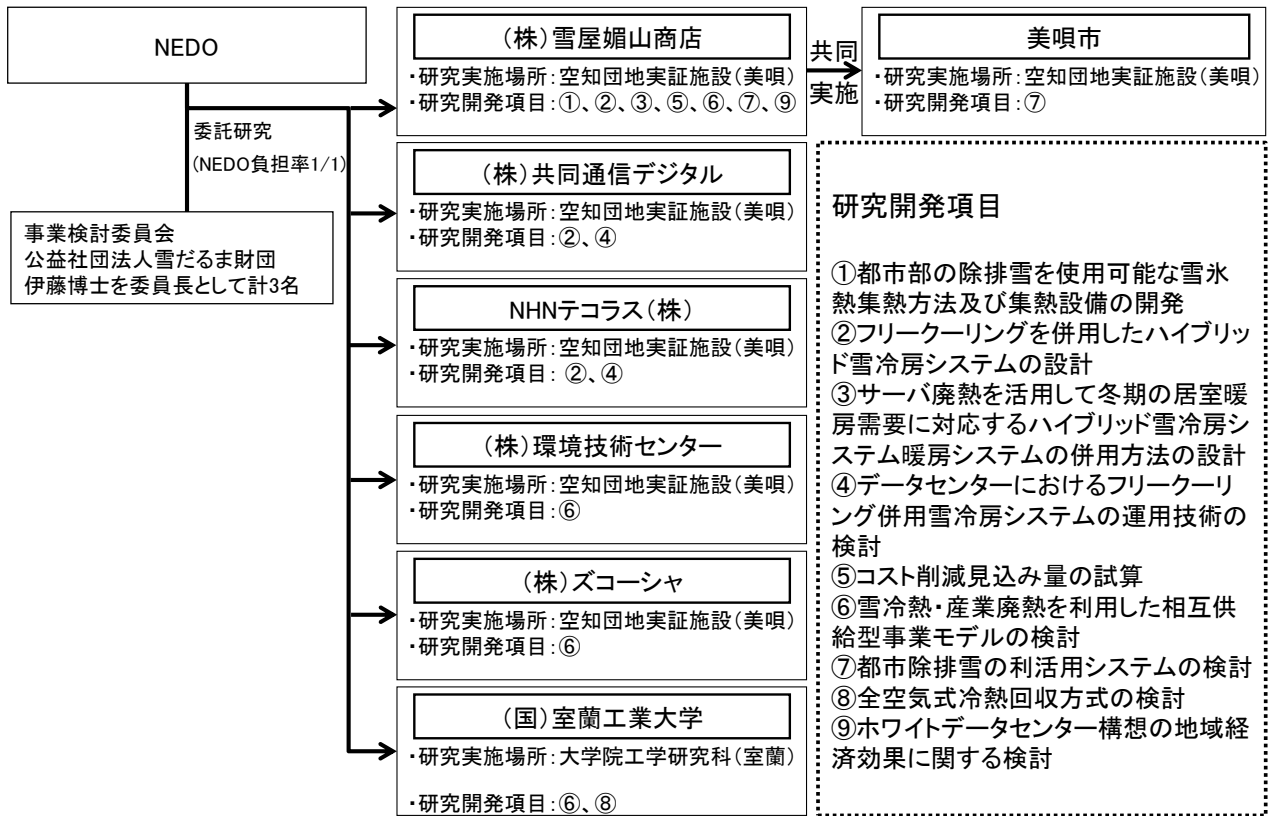 NEDO
委託研究
(NEDO負担率1/1)
事業検討委員会
公益社団法人雪だるま財団
伊藤博士を委員長として計3名
(株)雪屋媚山商店
・研究実施場所:空知団地実証施設(美唄)
・研究開発項目:①、②、③、⑤、⑥、⑦、⑨
共同
実施
美唄市
・研究実施場所:空知団地実証施設(美唄)
・研究開発項目:⑦
(株)共同通信デジタル
・研究実施場所:空知団地実証施設(美唄)
・研究開発項目:②、④
NHNテコラス(株)
・研究実施場所:空知団地実証施設(美唄)
・研究開発項目: ②、④
(株)環境技術センター
・研究実施場所:空知団地実証施設(美唄)
・研究開発項目:⑥
(株)ズコーシャ
・研究実施場所:空知団地実証施設(美唄)
・研究開発項目:⑥
(国)室蘭工業大学
・研究実施場所:大学院工学研究科(室蘭)
・研究開発項目:⑥、⑧
研究開発項目
①都市部の除排雪を使用可能な雪氷
熱集熱方法及び集熱設備の開発
②フリークーリングを併用したハイブリッ
ド雪冷房システムの設計
③サーバ廃熱を活用して冬期の居室暖
房需要に対応するハイブリッド雪冷房シ
ステム暖房システムの併用方法の設計
④データセンターにおけるフリークーリ
ング併用雪冷房システムの運用技術の
検討
⑤コスト削減見込み量の試算
⑥雪冷熱・産業廃熱を利用した相互供
給型事業モデルの検討
⑦都市除排雪の利活用システムの検討
⑧全空気式冷熱回収方式の検討
⑨ホワイトデータセンター構想の地域経
済効果に関する検討